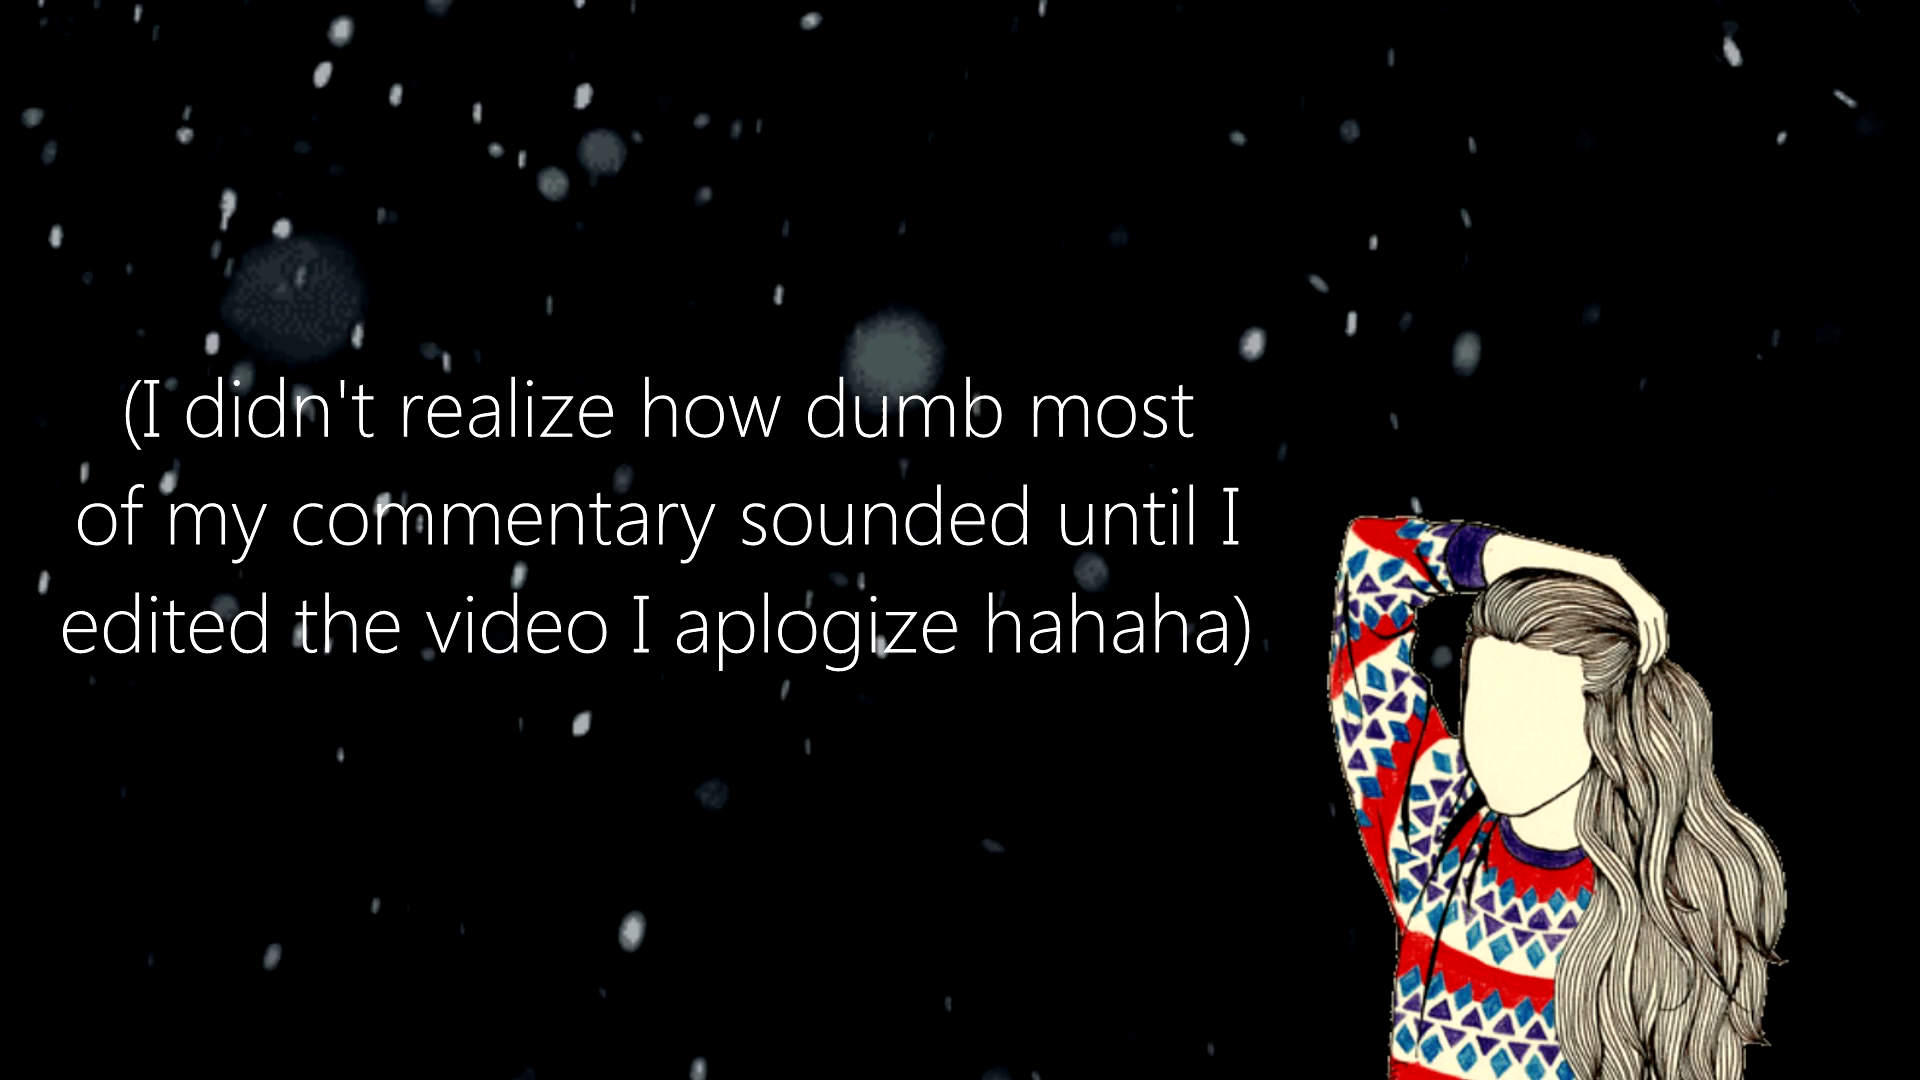 (I didn't realize how dumb most
of my commentary sounded until I
edited the video I aplogize hahaha)